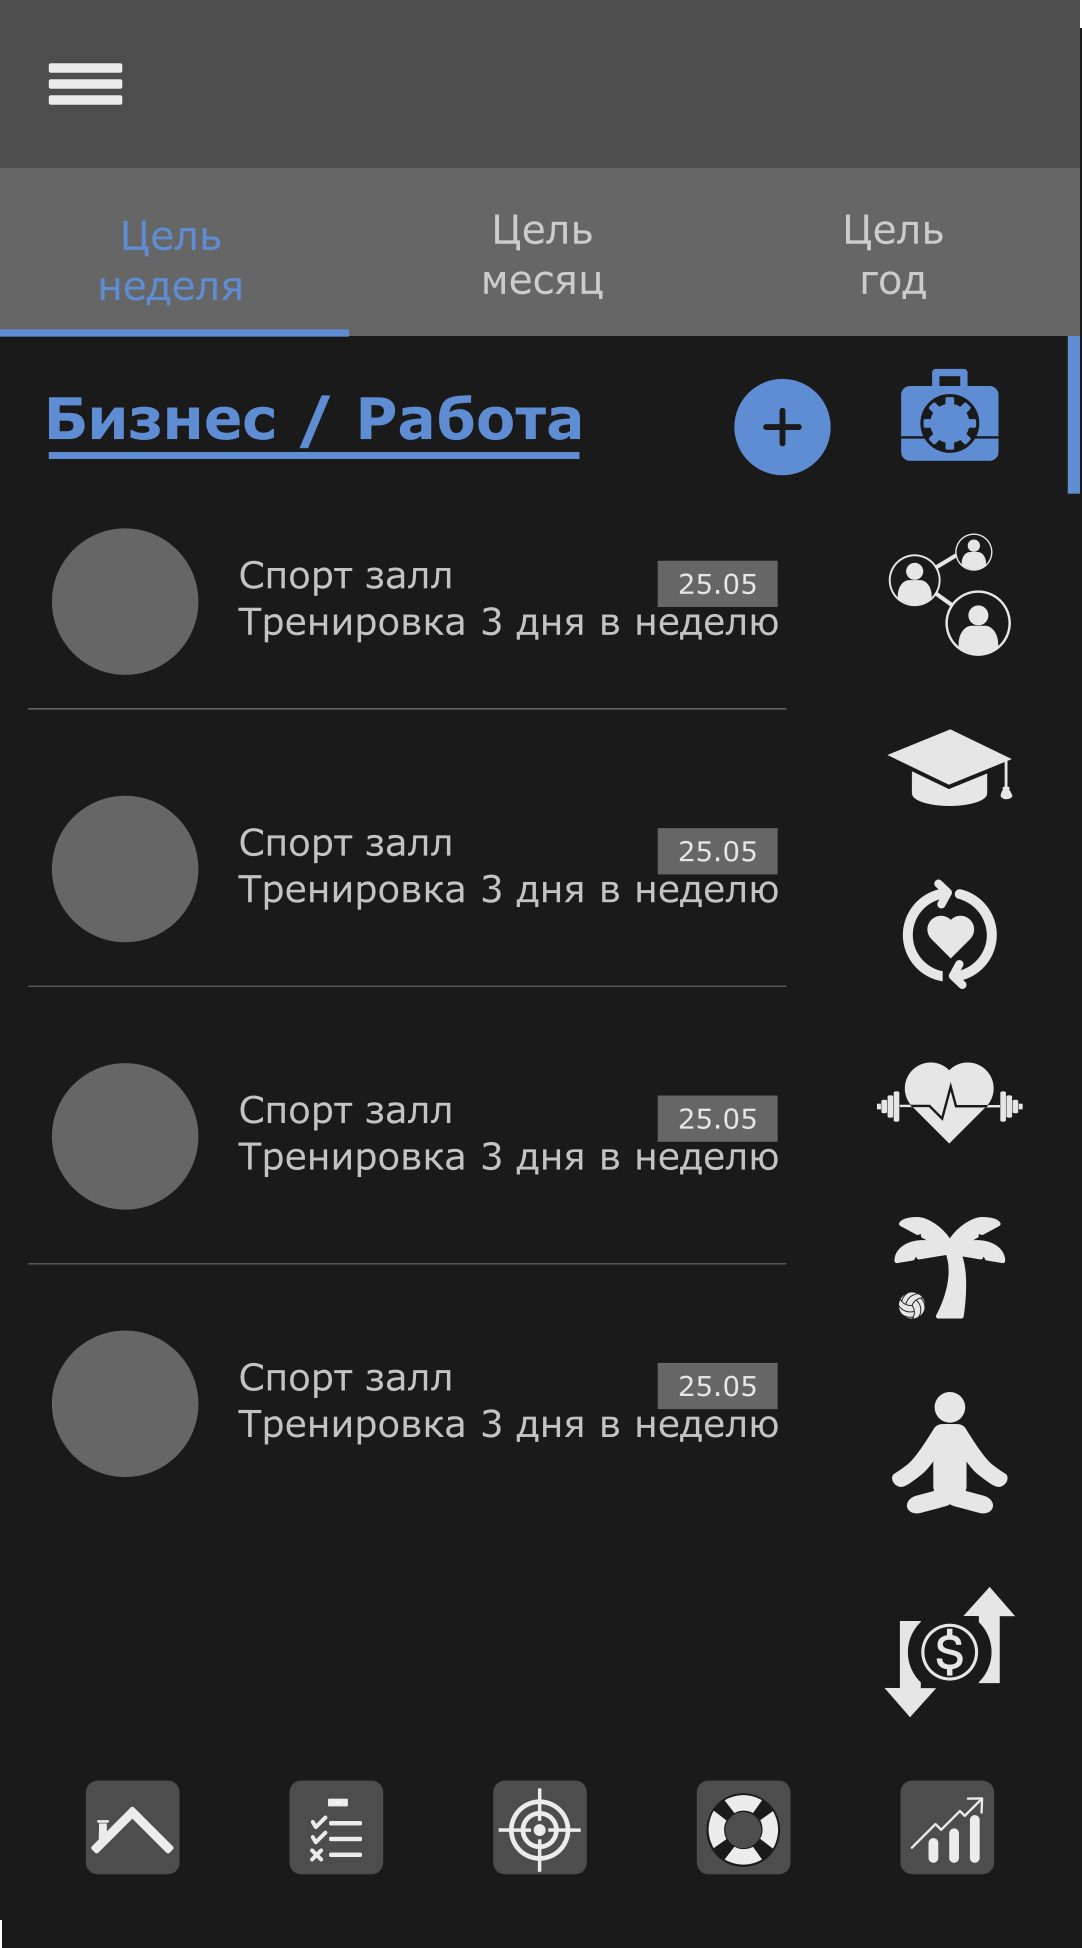 Цель
неделя
Цель
месяц
Цель
год
Бизнес / Работа
Спорт залл
25.05
Тренировка 3 дня в неделю
Спорт залл
25.05
Тренировка 3 дня в неделю
Спорт залл
25.05
Тренировка 3 дня в неделю
Спорт залл
25.05
Тренировка 3 дня в неделю
$